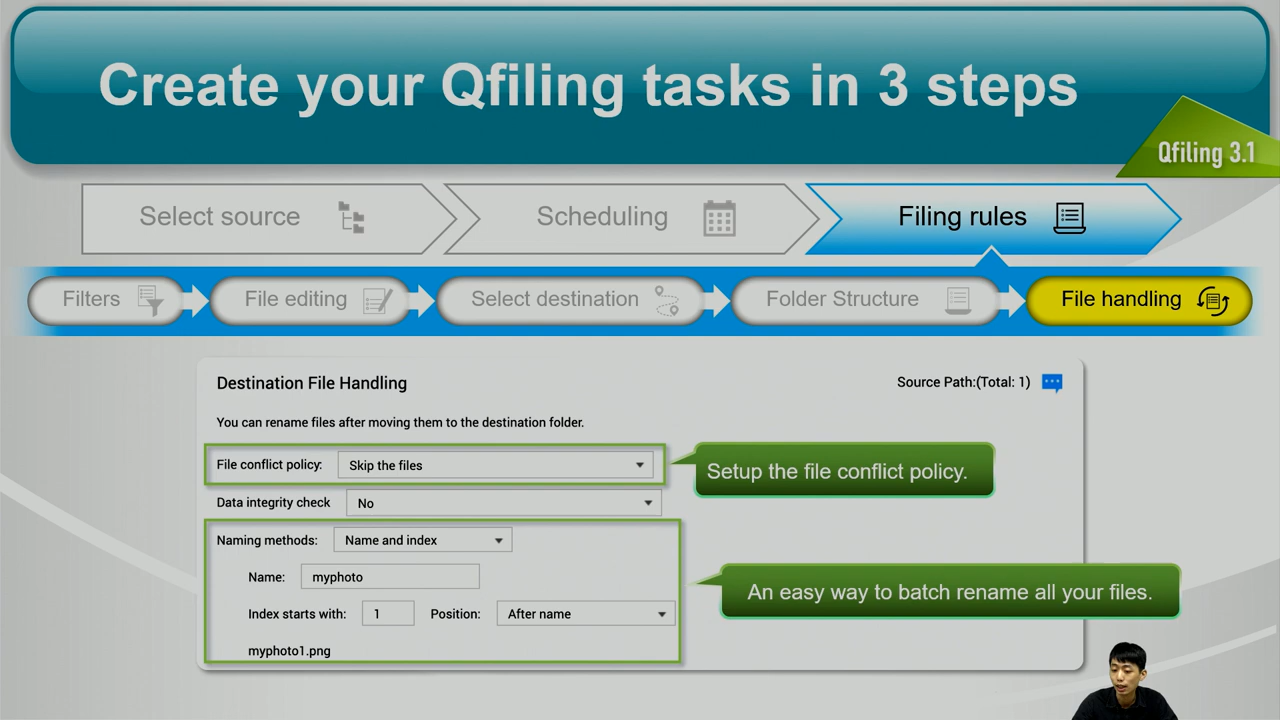 Create your Qfiling tasks in 3 steps
Qfiling 3.1
Select source
Scheduling
Filing rules
Filters
File editing
Select destination
Folder Structure
File handling
Destination File Handling
Source Path:(Total: 1)
You can rename files after moving them to the destination folder.
File conflict policy: Skip the files
Setup the file conflict policy.
Data integrity check No
Naming methods: Name and index
Name: myphoto
An easy way to batch rename all your files.
Index starts with: 1 Position: After name
myphoto1.png